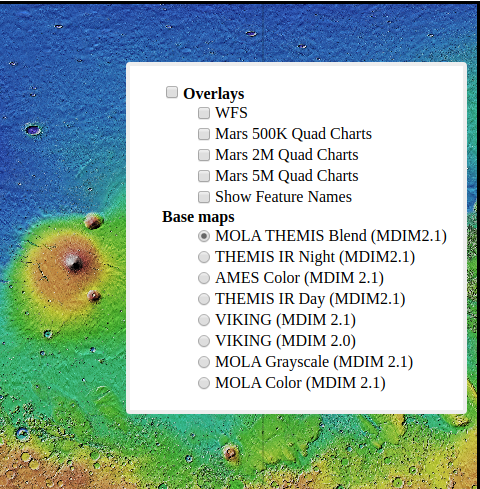 Overlays
WFS
Mars 500K Quad Charts
Mars 2M Quad Charts
Mars 5M Quad Charts
Show Feature Names
Base maps
MOLA THEMIS Blend (MDIM2.1)
THEMIS IR Night (MDIM2.1)
AMES Color (MDIM 2.1)
THEMIS IR Day (MDIM2.1)
VIKING (MDIM 2.1)
VIKING (MDIM 2.0)
MOLA Grayscale (MDIM 2.1)
MOLA Color (MDIM 2.1)